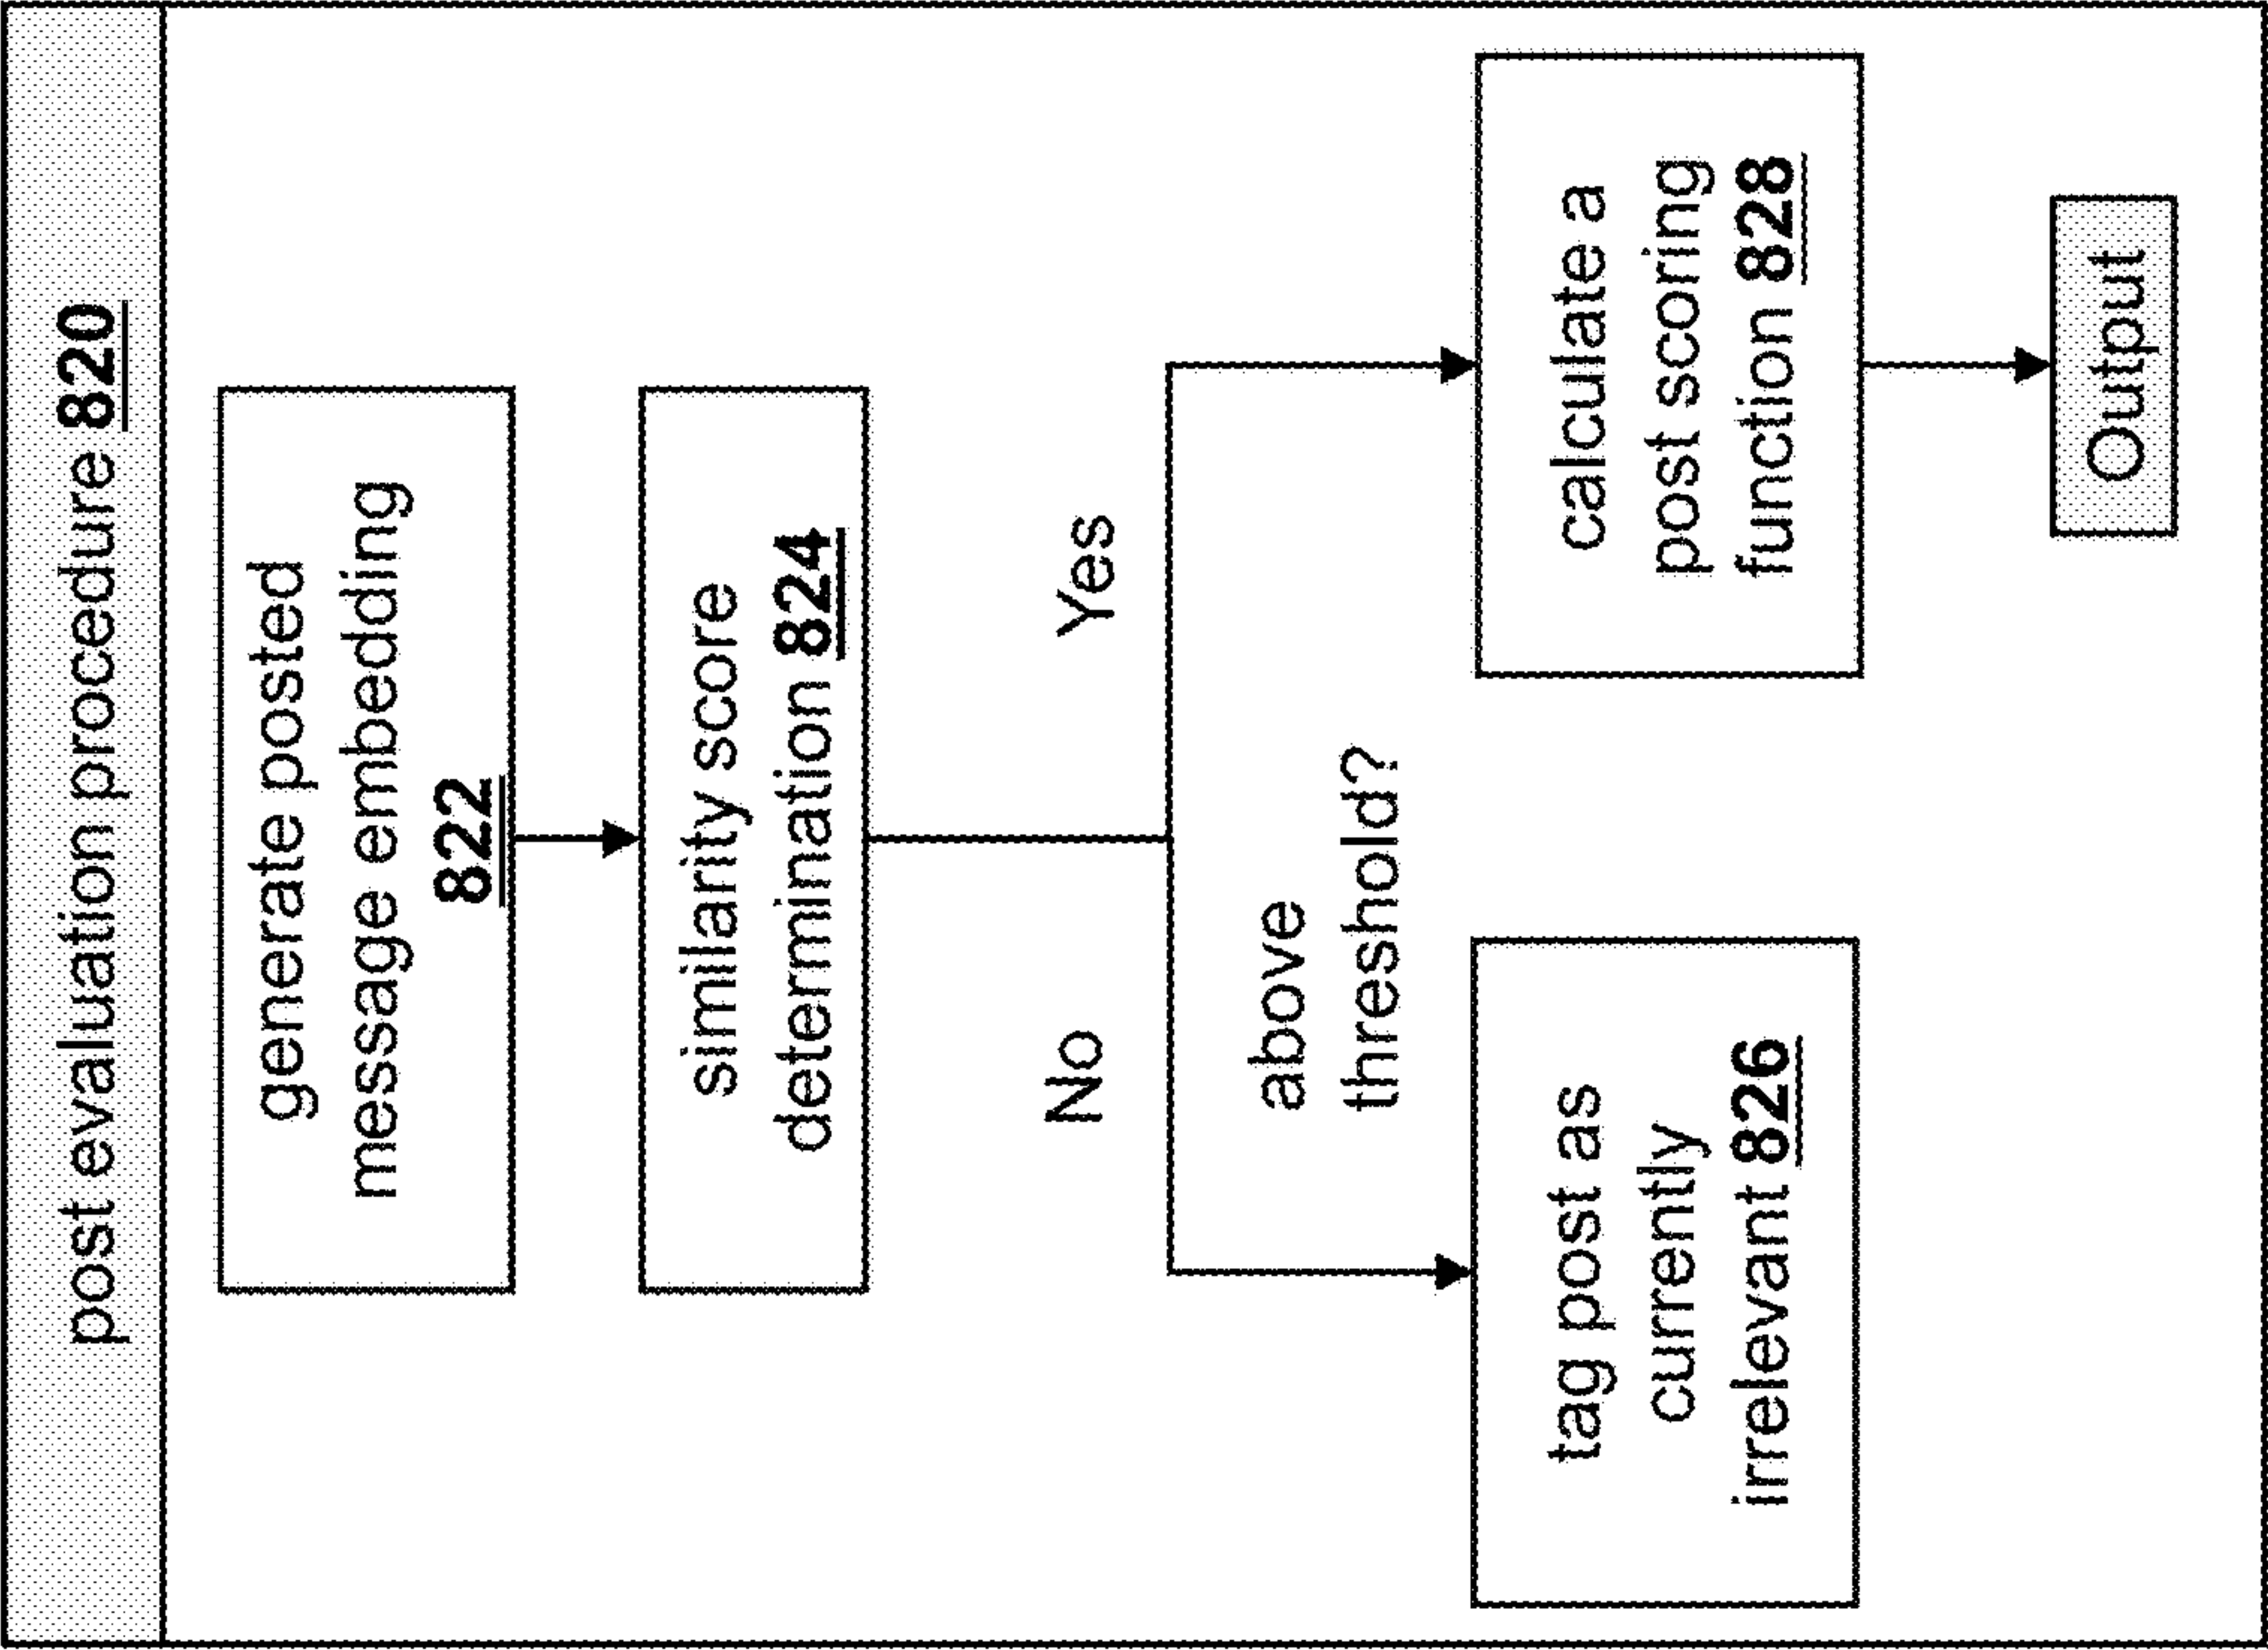 post evaluation procedure 820
generate posted
message embedding
822
similarity score
determination 824
No
Yes
above
threshold?
tag post as
currently
irrelevant 826
calculate a
post scoring
function 828
Output